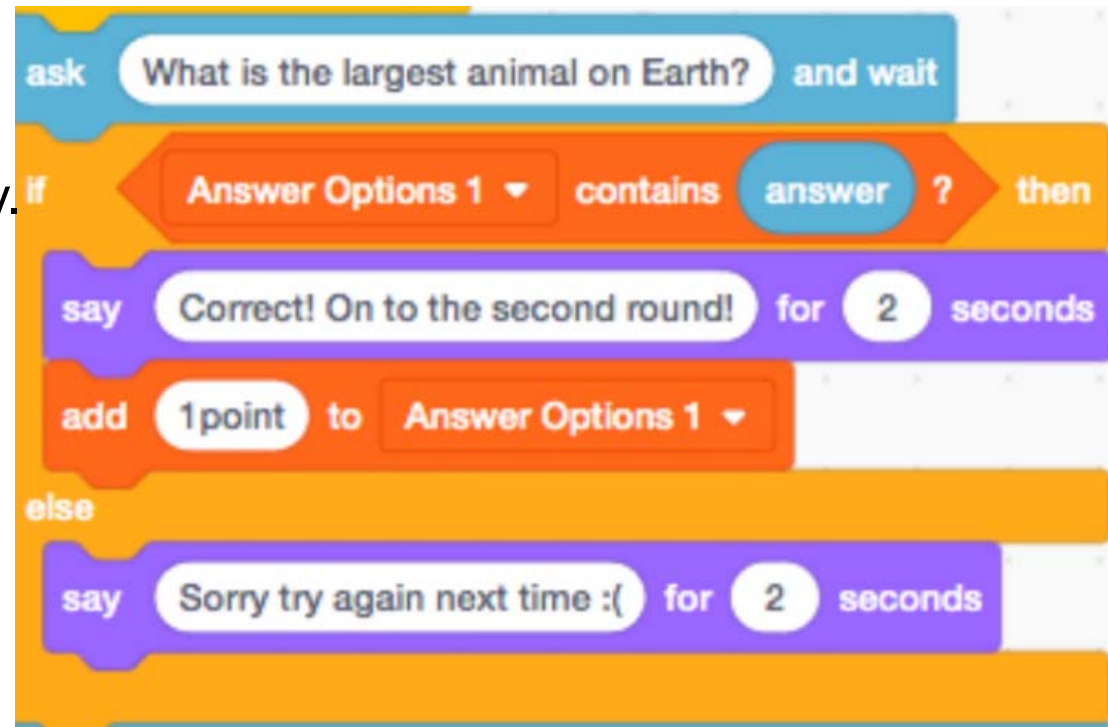 ask What is the largest animal on Earth? and wait
y. if Answer Options 1 contains answer ? then
say Correct! On to the second round! for 2 seconds
add 1point to Answer Options 1
else
say Sorry try again next time :( for 2 seconds